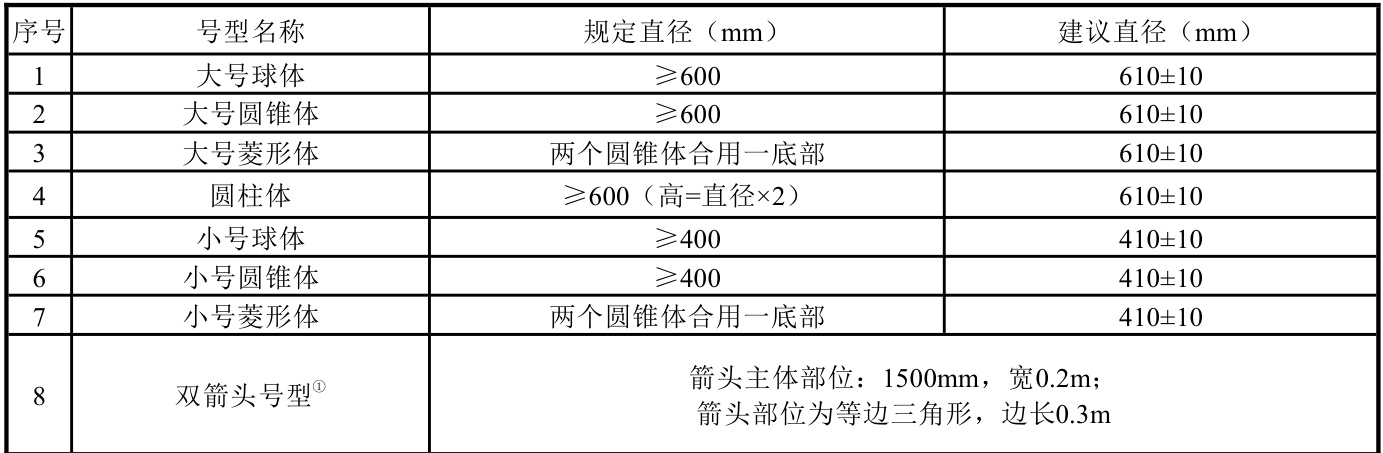 序号 号型名称 规定直径（mm） 建议直径（mm）
1 大号球体 ≥600 610±10
2 大号圆锥体 ≥600 610±10
3 大号菱形体 两个圆锥体合用一底部 610±10
4 圆柱体 ≥600（高=直径×2） 610±10
5 小号球体 ≥400 410±10
6 小号圆锥体 ≥400 410±10
7 小号菱形体 两个圆锥体合用一底部 410±10
8 双箭头号型① 箭头主体部位：1500mm，宽0.2m；
箭头部位为等边三角形，边长0.3m